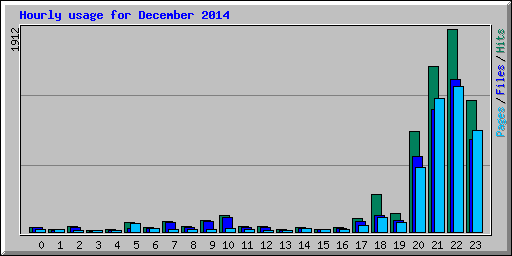 Hourly usage for December 2014
1912
Pages / Files / Hits
0 1 2 3 4 5 6 7 8 9 10 11 12 13 14 15 16 17 18 19 20 21 22 23